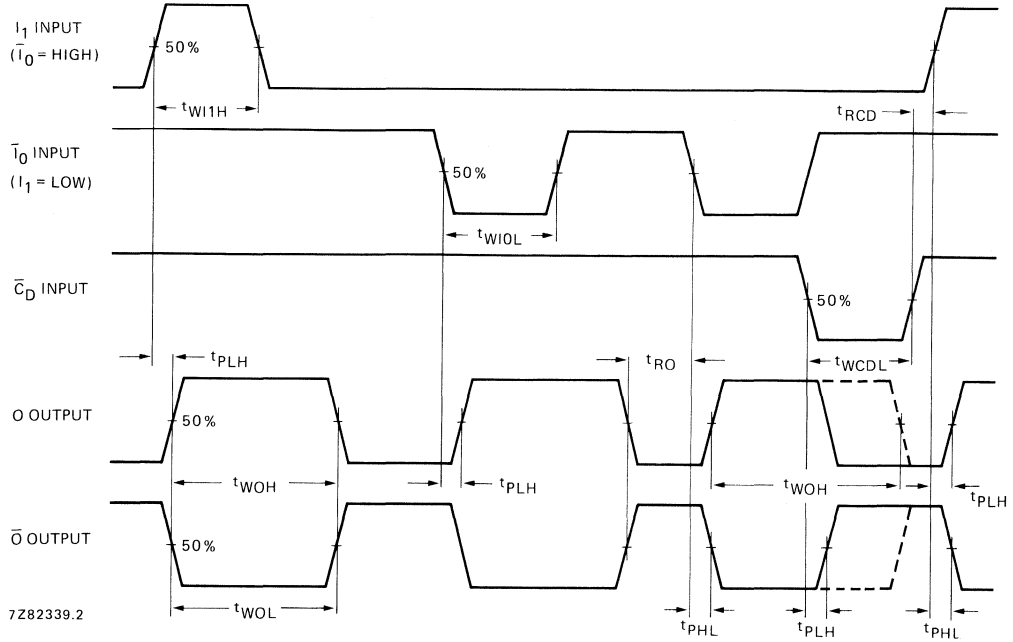 I1 INPUT
(Ī0 = HIGH)
50%
tWI1H
tRCD
Ī0 INPUT
(I1 = LOW)
50%
tWI0L
C̄D INPUT
50%
tPLH
tRO
tWCDL
O OUTPUT
50%
tWOH
tPLH
tWOH
tPLH
Ō OUTPUT
50%
7Z82339.2
tWOL
tPHL
tPLH
tPHL